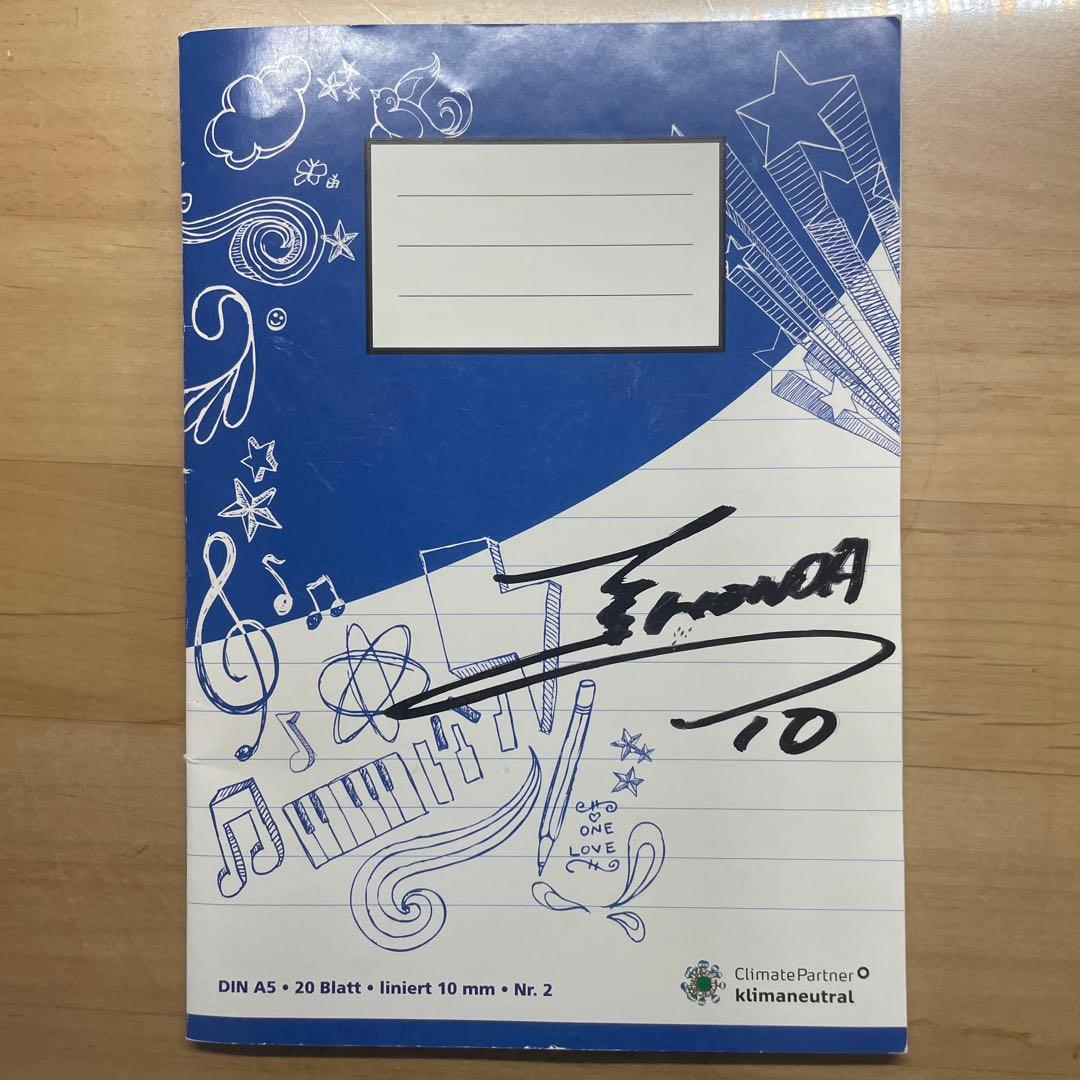 10
ONE
LOVE
DIN A5 • 20 Blatt • liniert 10 mm • Nr. 2
ClimatePartner
klimaneutral